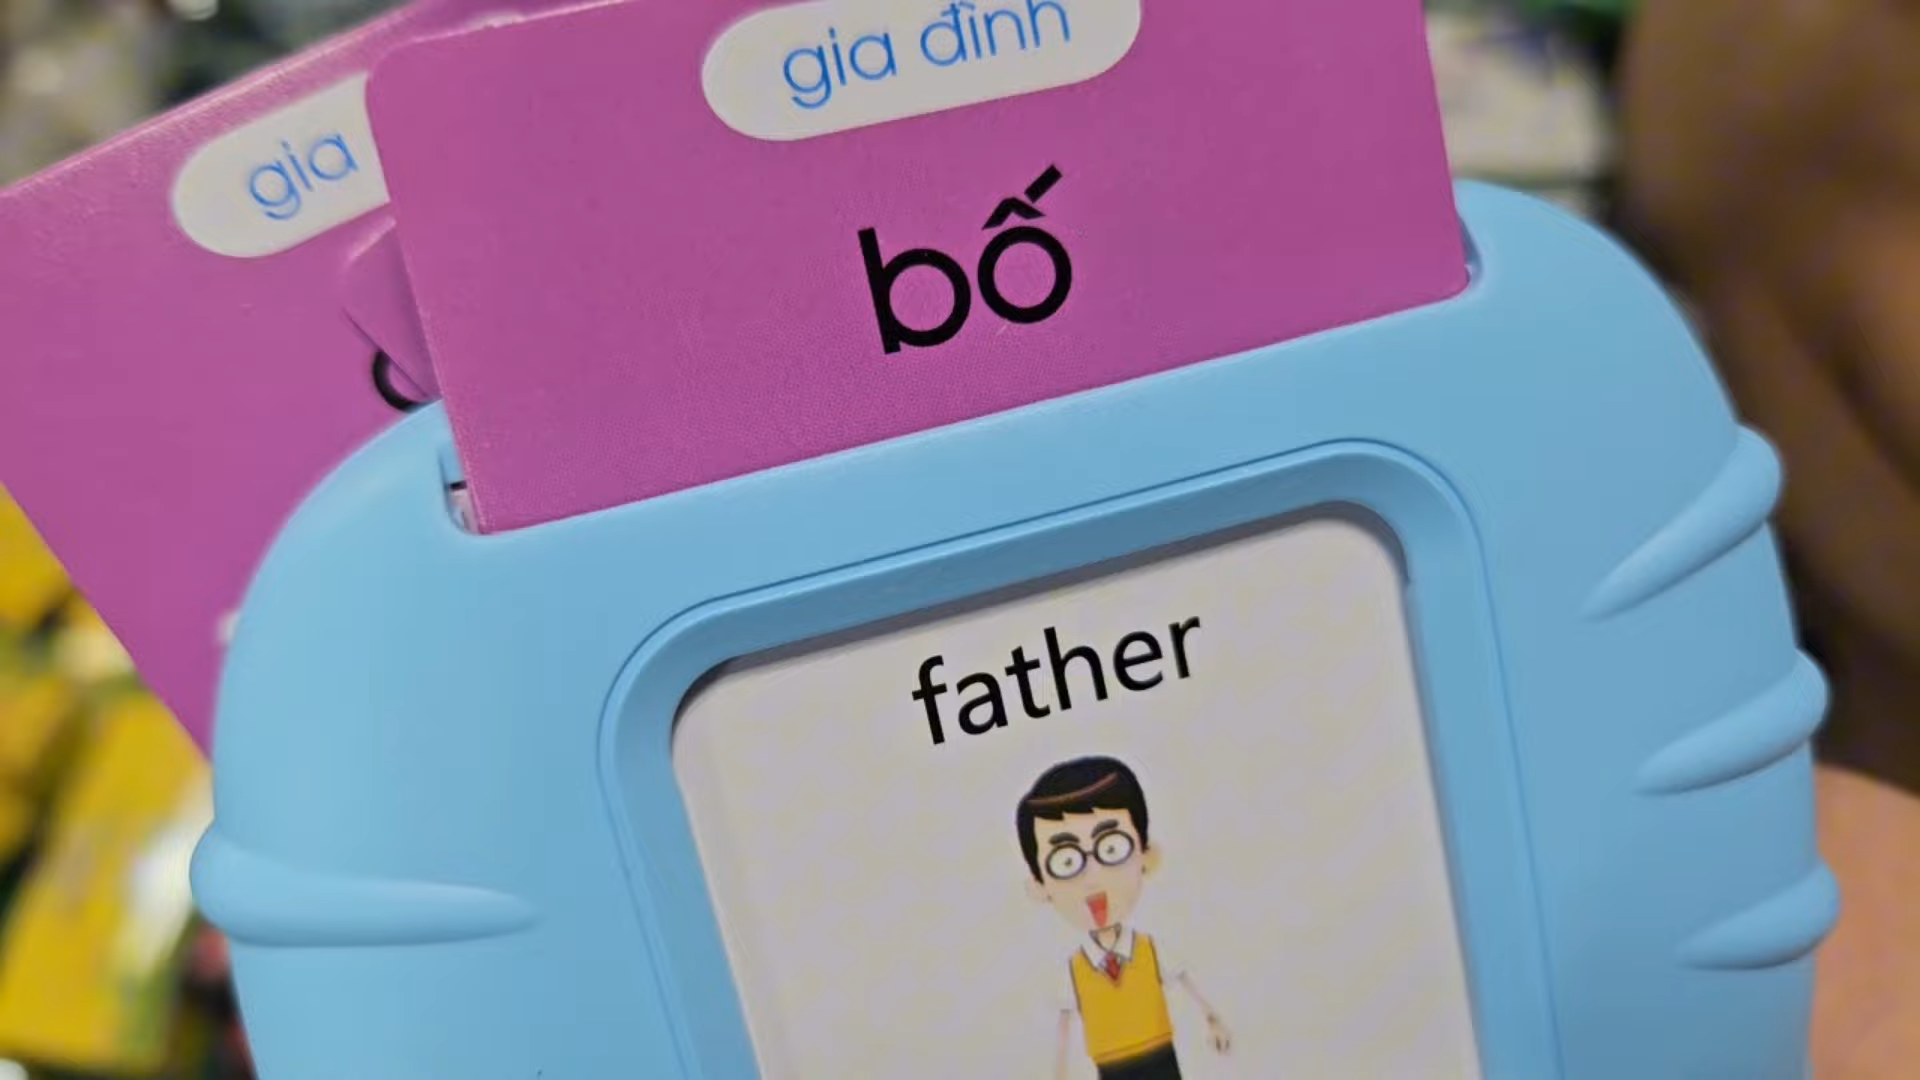 gia đình
gia
bố
father